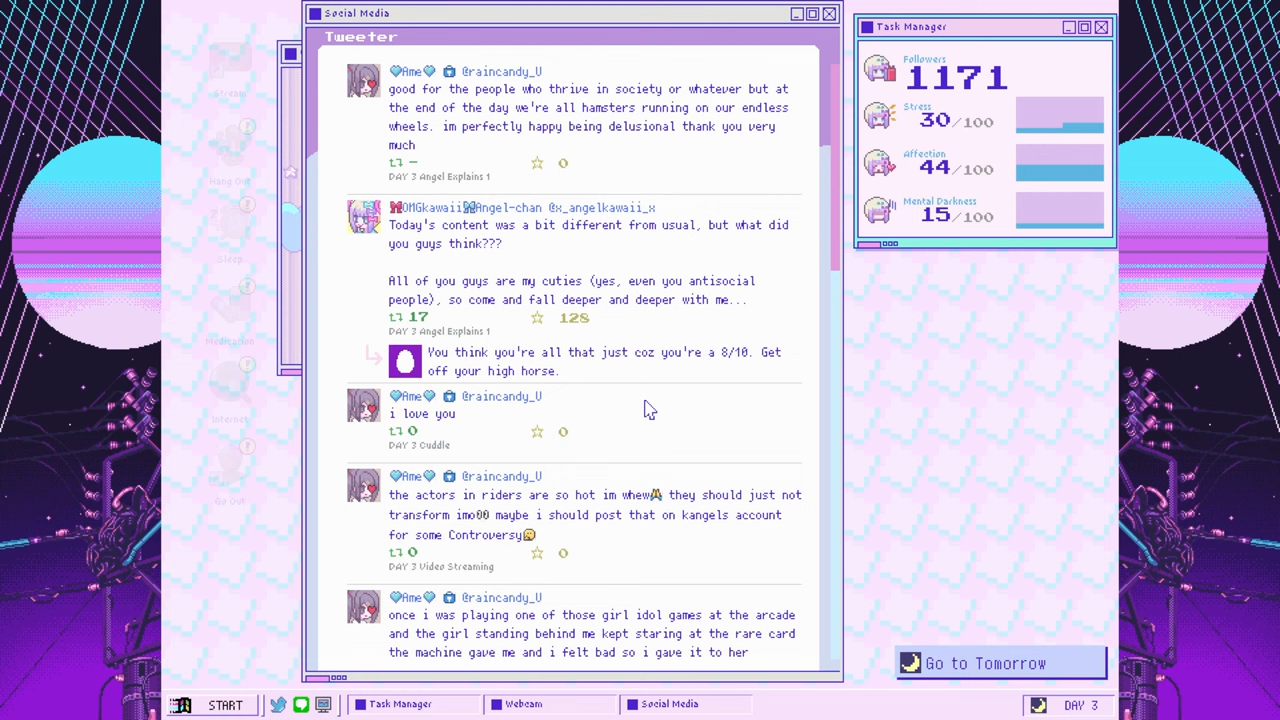 Social Media
Tweeter
Ame @raincandy_U
good for the people who thrive in society or whatever but at
the end of the day we're all hamsters running on our endless
wheels. im perfectly happy being delusional thank you very
much
— 0
DAY 3 Angel Explains 1
OMGkawaii Angel-chan @x_angelkawaii_x
Today's content was a bit different from usual, but what did
you guys think???
All of you guys are my cuties (yes, even you antisocial
people), so come and fall deeper and deeper with me...
17 128
DAY 3 Angel Explains 1
You think you're all that just coz you're a 8/10. Get
off your high horse.
Ame @raincandy_U
i love you
0 0
DAY 3 Cuddle
Ame @raincandy_U
the actors in riders are so hot im whew🙏 they should just not
transform imo👀 maybe i should post that on kangels account
for some Controversy🤭
0 0
DAY 3 Video Streaming
Ame @raincandy_U
once i was playing one of those girl idol games at the arcade
and the girl standing behind me kept staring at the rare card
the machine gave me and i felt bad so i gave it to her
Task Manager
Followers
1171
Stress
30/100
Affection
44/100
Mental Darkness
15/100
Stream
Hang Out
Sleep
Medication
Internet
Go Out
Go to Tomorrow
START
Task Manager
Webcam
Social Media
DAY 3